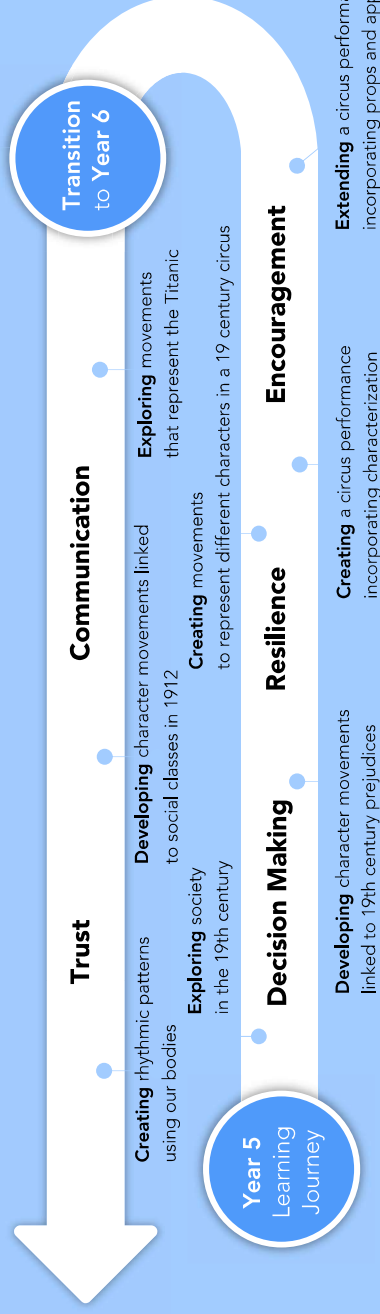 Year 5
Learning
Journey
Exploring society
in the 19th century
Decision Making
Developing character movements
linked to 19th century prejudices
Resilience
Creating movements
to represent different characters in a 19 century circus
Creating a circus performance
incorporating characterization
Encouragement
Extending a circus performa
incorporating props and app
Transition
to Year 6
Exploring movements
that represent the Titanic
Communication
Developing character movements linked
to social classes in 1912
Trust
Creating rhythmic patterns
using our bodies